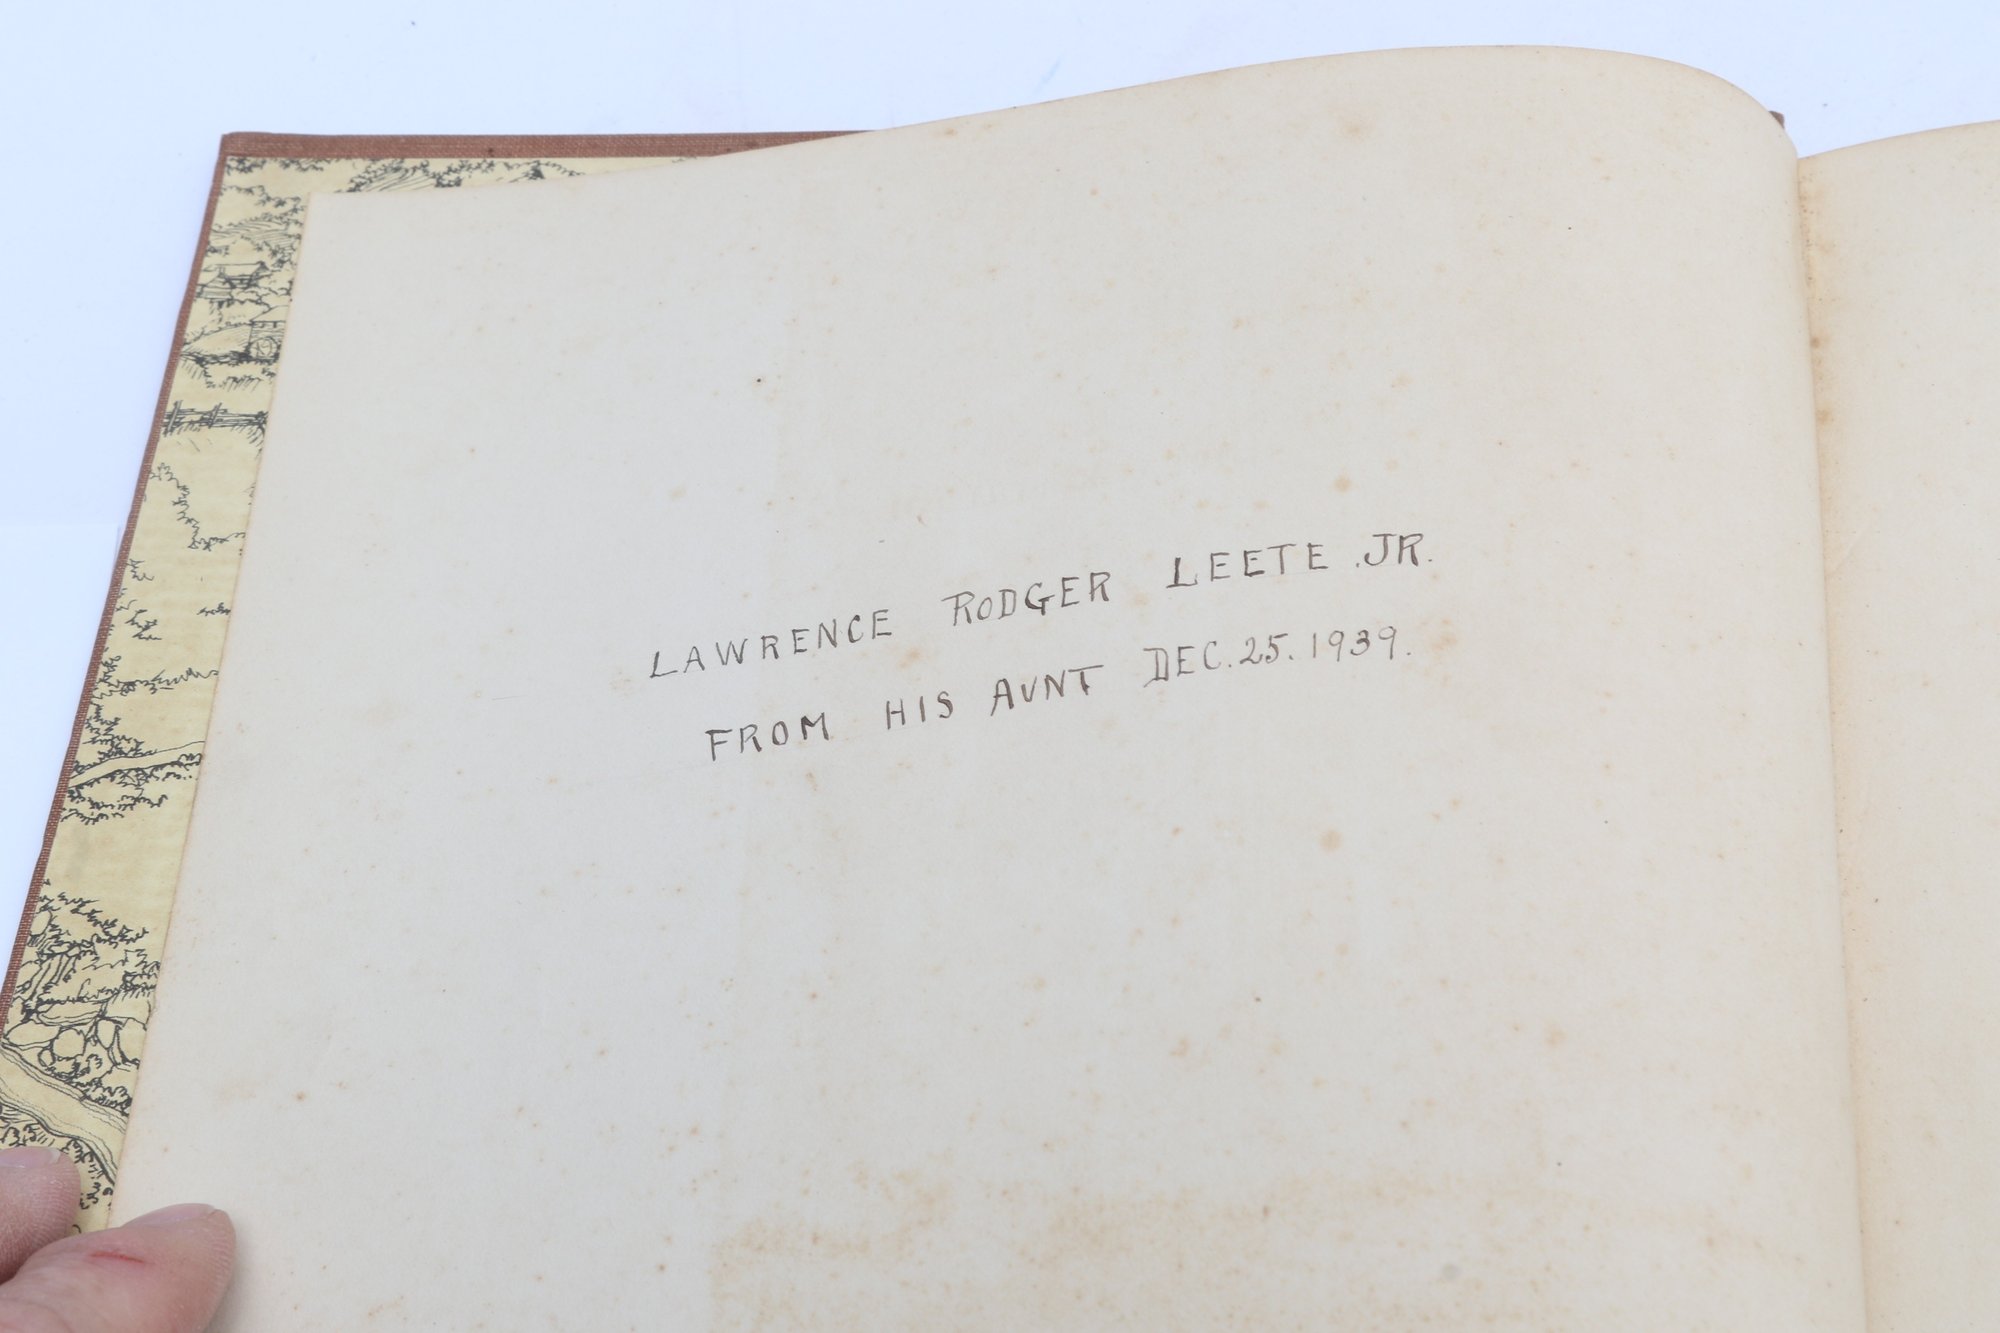 LAWRENCE RODGER LEETE .JR.
FROM HIS AUNT DEC.25.1939.